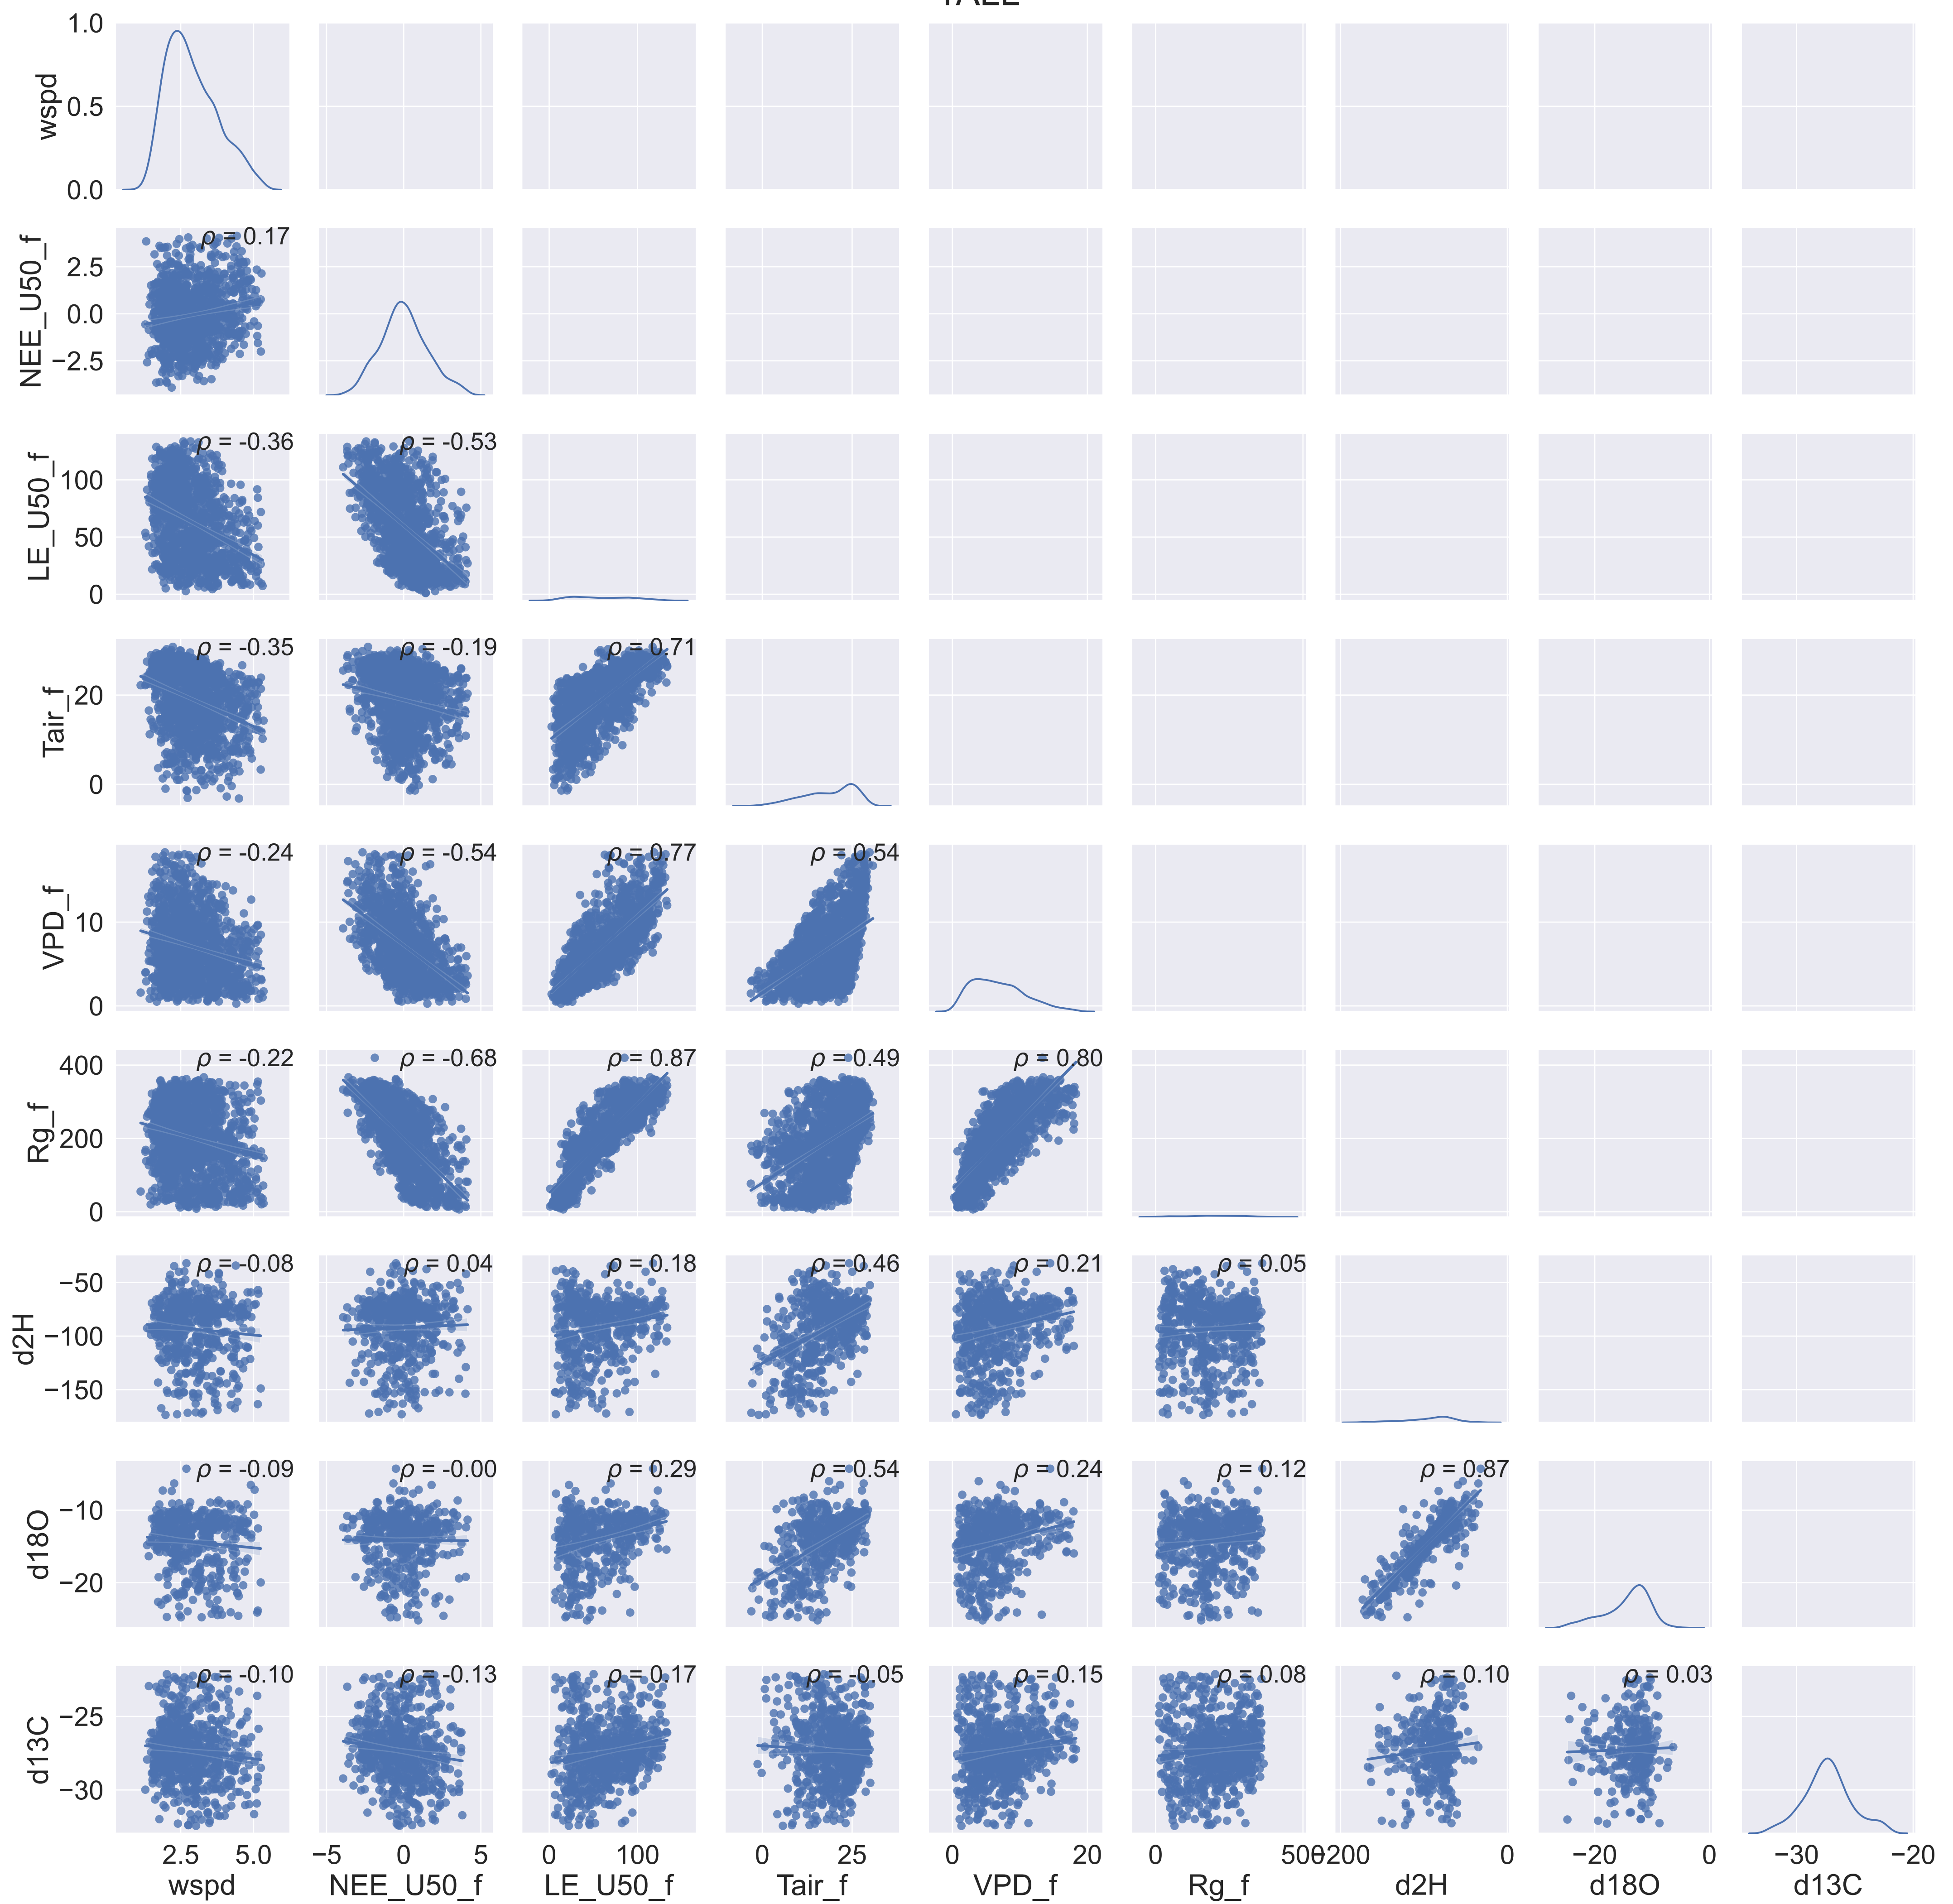 YALE
1.0
0.5
0.0
wspd
ρ = 0.17
2.5
0.0
−2.5
NEE_U50_f
ρ = -0.36 ρ = -0.53
100
50
0
LE_U50_f
ρ = -0.35 ρ = -0.19 ρ = 0.71
20
0
Tair_f
ρ = -0.24 ρ = -0.54 ρ = 0.77 ρ = 0.54
10
0
VPD_f
ρ = -0.22 ρ = -0.68 ρ = 0.87 ρ = 0.49 ρ = 0.80
400
200
0
Rg_f
ρ = -0.08 ρ = 0.04 ρ = 0.18 ρ = 0.46 ρ = 0.21 ρ = 0.05
−50
−100
−150
d2H
ρ = -0.09 ρ = -0.00 ρ = 0.29 ρ = 0.54 ρ = 0.24 ρ = 0.12 ρ = 0.87
−10
−20
d18O
ρ = -0.10 ρ = -0.13 ρ = 0.17 ρ = -0.05 ρ = 0.15 ρ = 0.08 ρ = 0.10 ρ = 0.03
−25
−30
d13C
2.5 5.0 −5 0 5 0 100 0 25 0 20 0 500 −200 0 −20 0 −30 −20
wspd NEE_U50_f LE_U50_f Tair_f VPD_f Rg_f d2H d18O d13C